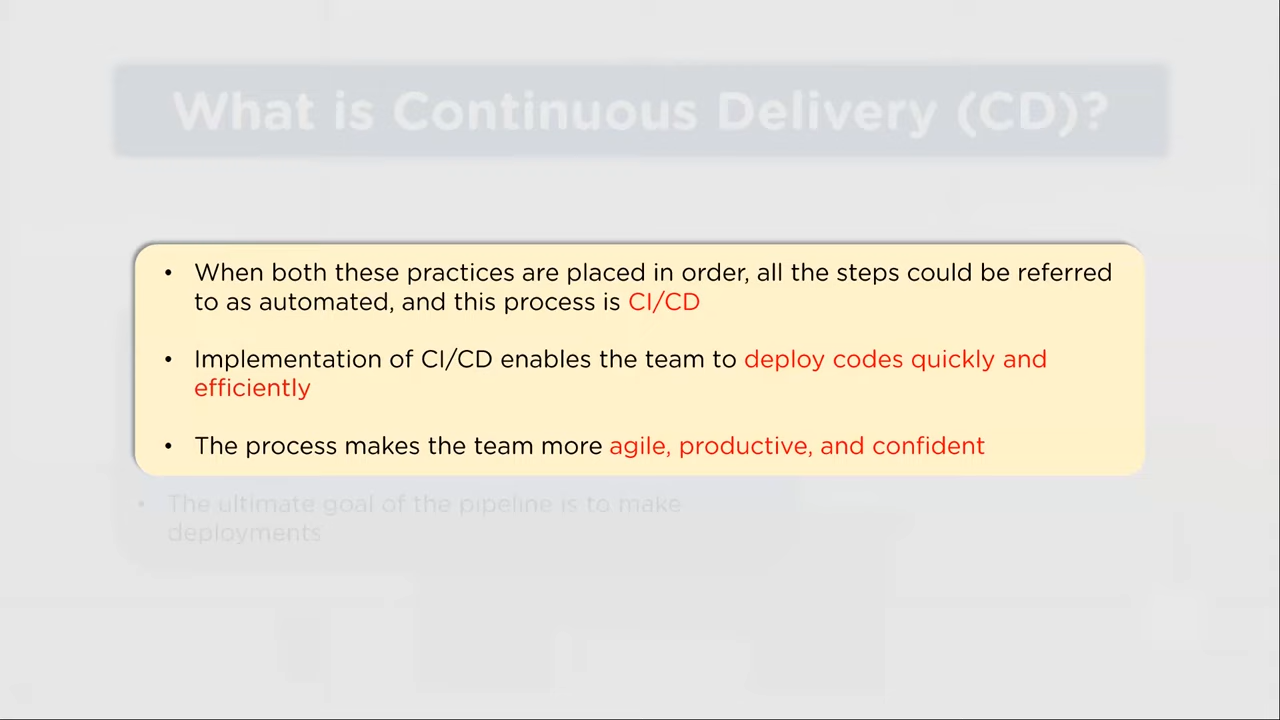 What is Continuous Delivery (CD)?
• When both these practices are placed in order, all the steps could be referred
to as automated, and this process is CI/CD
• Implementation of CI/CD enables the team to deploy codes quickly and
efficiently
• The process makes the team more agile, productive, and confident
• The ultimate goal of the pipeline is to make
deployments